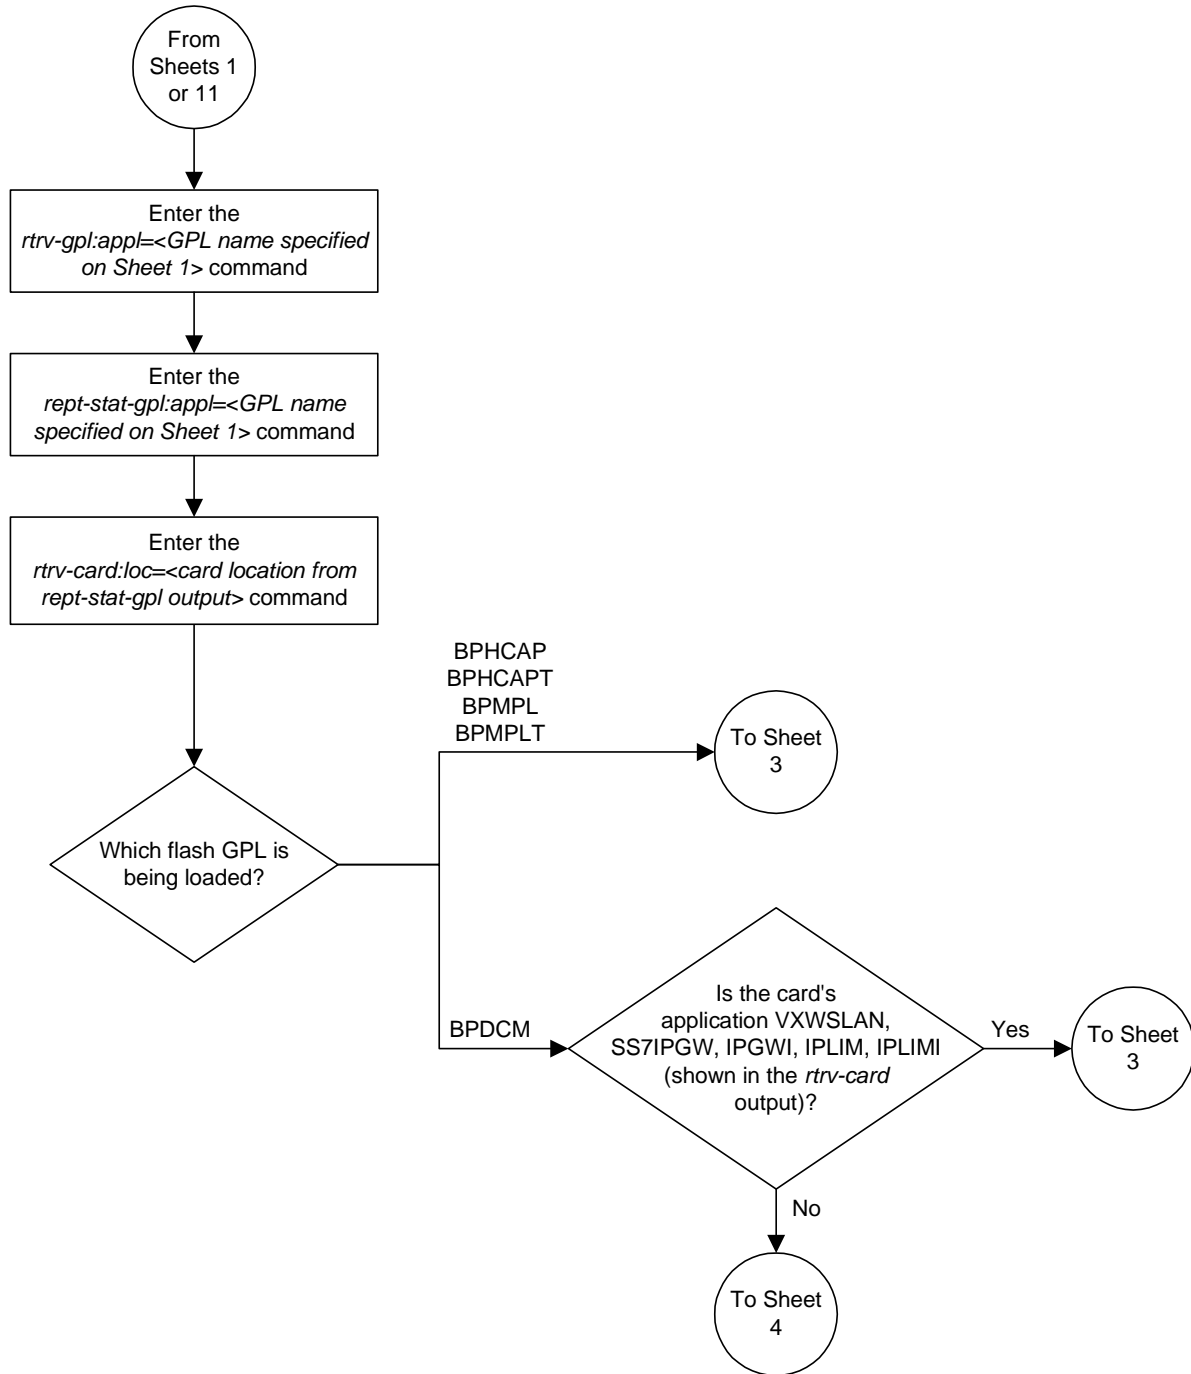 From
Sheets 1
or 11
Enter the
rtrv-gpl:appl=<GPL name specified
on Sheet 1> command
Enter the
rept-stat-gpl:appl=<GPL name
specified on Sheet 1> command
Enter the
rtrv-card:loc=<card location from
rept-stat-gpl output> command
Which flash GPL is
being loaded?
BPHCAP
BPHCAPT
BPMPL
BPMPLT
To Sheet
3
BPDCM
Is the card's
application VXWSLAN,
SS7IPGW, IPGWI, IPLIM, IPLIMI
(shown in the rtrv-card
output)?
Yes
To Sheet
3
No
To Sheet
4